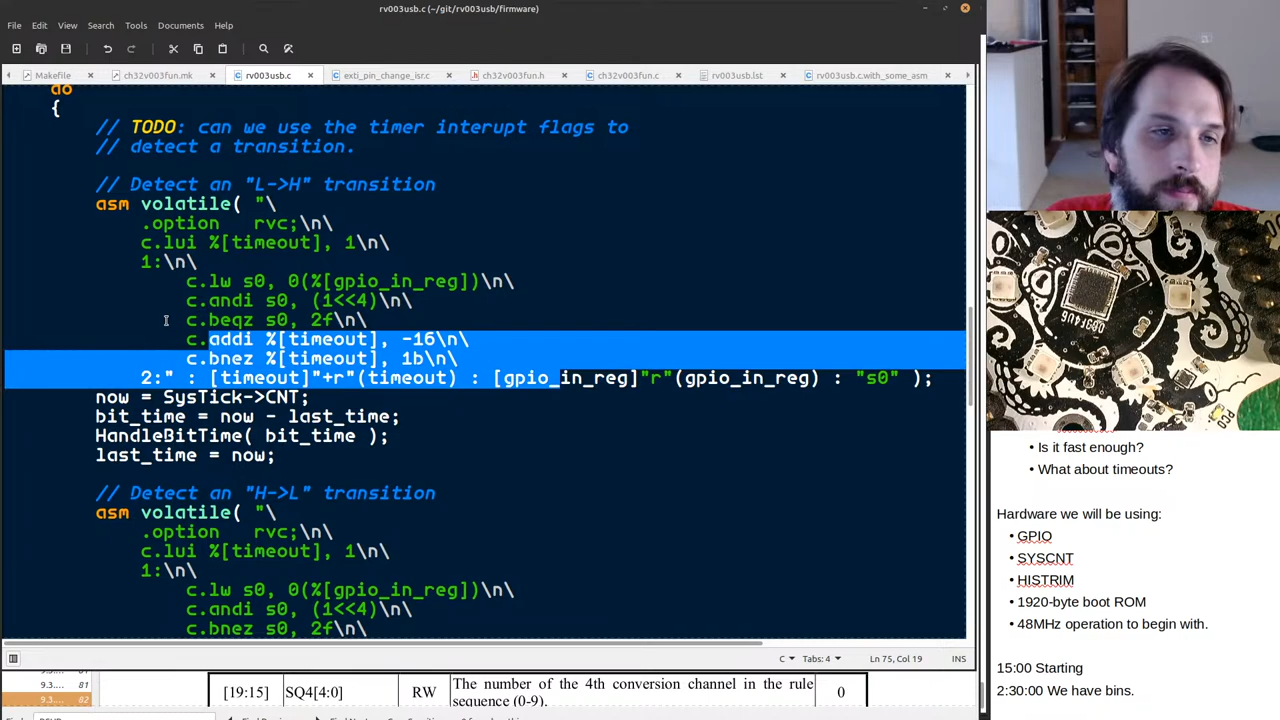 rv003usb.c (~/git/rv003usb/firmware)
File Edit View Search Tools Documents Help
Makefile ch32v003fun.mk rv003usb.c exti_pin_change_isr.c ch32v003fun.h ch32v003fun.c rv003usb.lst rv003usb.c.with_some_asm
do
{
// TODO: can we use the timer interupt flags to
// detect a transition.
// Detect an "L->H" transition
asm volatile( "\
.option rvc;\n\
c.lui %[timeout], 1\n\
1:\n\
c.lw s0, 0(%[gpio_in_reg])\n\
c.andi s0, (1<<4)\n\
c.beqz s0, 2f\n\
c.addi %[timeout], -16\n\
c.bnez %[timeout], 1b\n\
2:" : [timeout]"+r"(timeout) : [gpio_in_reg]"r"(gpio_in_reg) : "s0" );
now = SysTick->CNT;
bit_time = now - last_time;
HandleBitTime( bit_time );
last_time = now;
// Detect an "H->L" transition
asm volatile( "\
.option rvc;\n\
c.lui %[timeout], 1\n\
1:\n\
c.lw s0, 0(%[gpio_in_reg])\n\
c.andi s0, (1<<4)\n\
c.bnez s0, 2f\n\
C Tabs: 4 Ln 75, Col 19 INS
9.3.... 81
9.3.... 82
[19:15] SQ4[4:0] RW The number of the 4th conversion channel in the rule sequence (0-9). 0
• Is it fast enough?
• What about timeouts?
Hardware we will be using:
• GPIO
• SYSCNT
• HISTRIM
• 1920-byte boot ROM
• 48MHz operation to begin with.
15:00 Starting
2:30:00 We have bins.